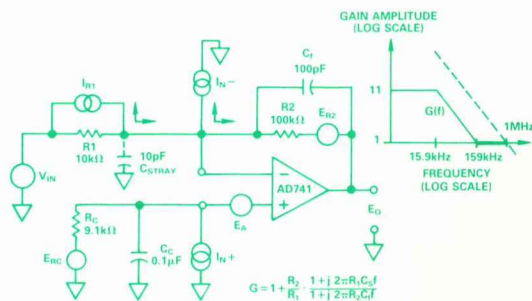 GAIN AMPLITUDE
(LOG SCALE)
11
G(f)
1
1MHz
15.9kHz
159kHz
FREQUENCY
(LOG SCALE)
Cf
100pF
IN−
IR1
R1
10kΩ
10pF
CSTRAY
R2
100kΩ
ER2
VIN
AD741
−
+
EO
RC
9.1kΩ
EA
ERC
CC
0.1μF
IN+
G = 1 + R2/R1 · 1 + j 2πR1CSf / 1 + j 2πR2Cff